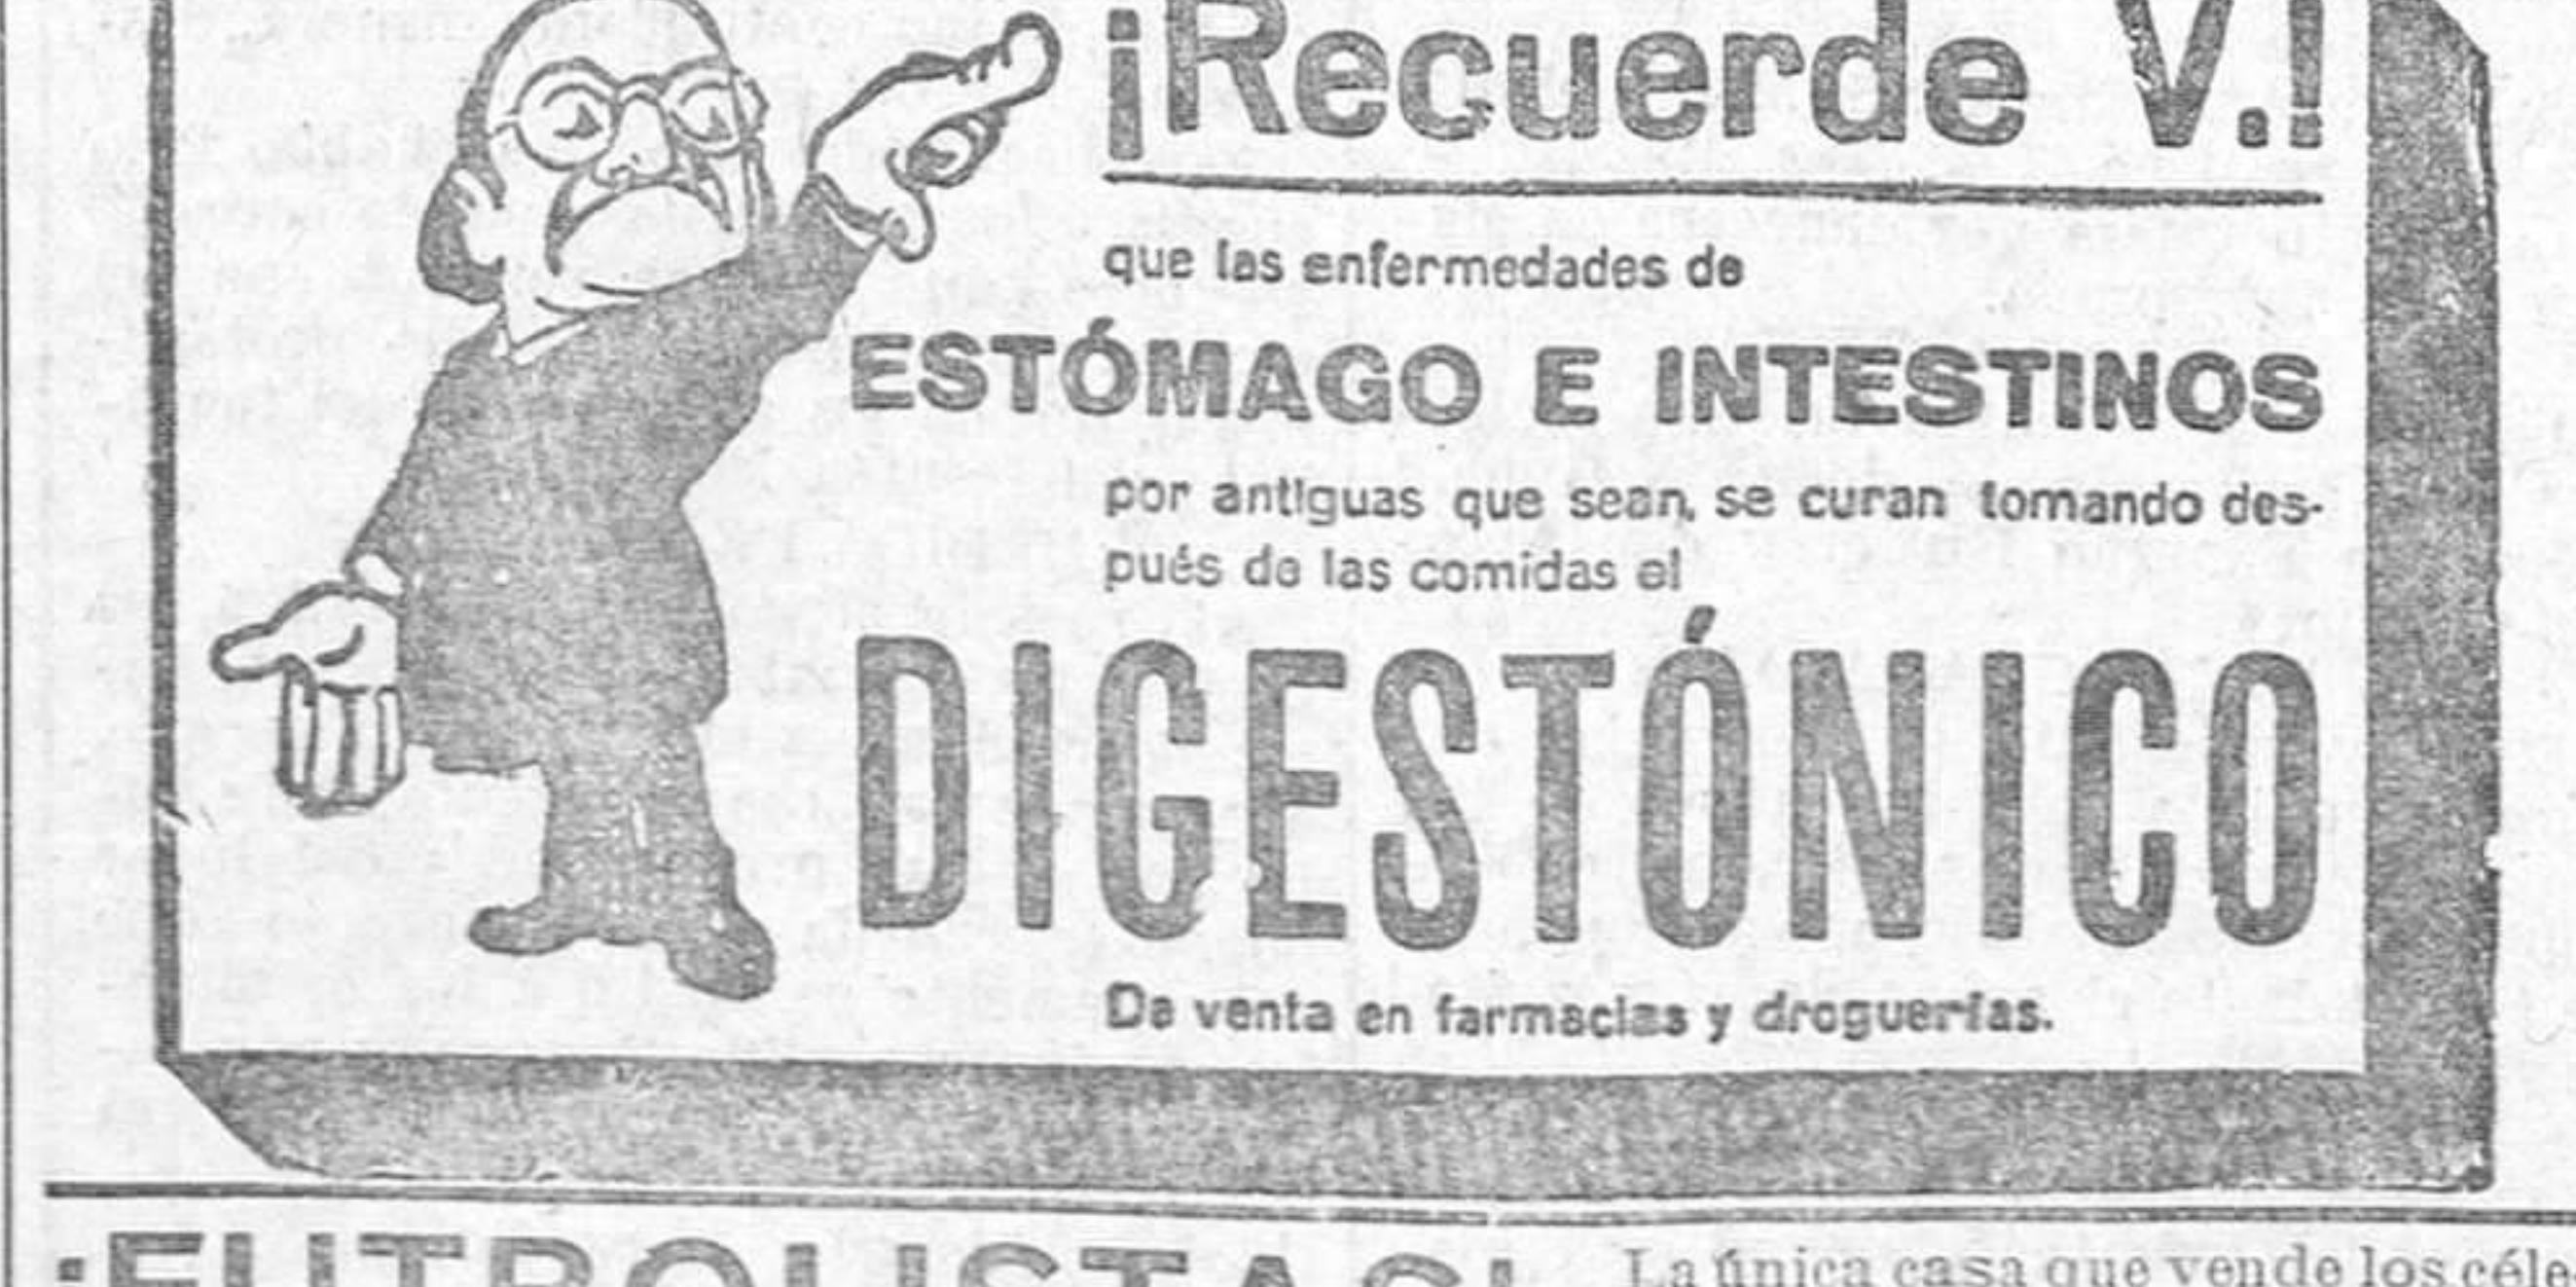 ¡Recuerde V.!
que las enfermedades de
ESTÓMAGO E INTESTINOS
por antiguas que sean, se curan tomando des-
pués de las comidas el
DIGESTÓNICO
De venta en farmacias y droguerías.
¡FUTBOLISTAS!
La única casa que vende los céle